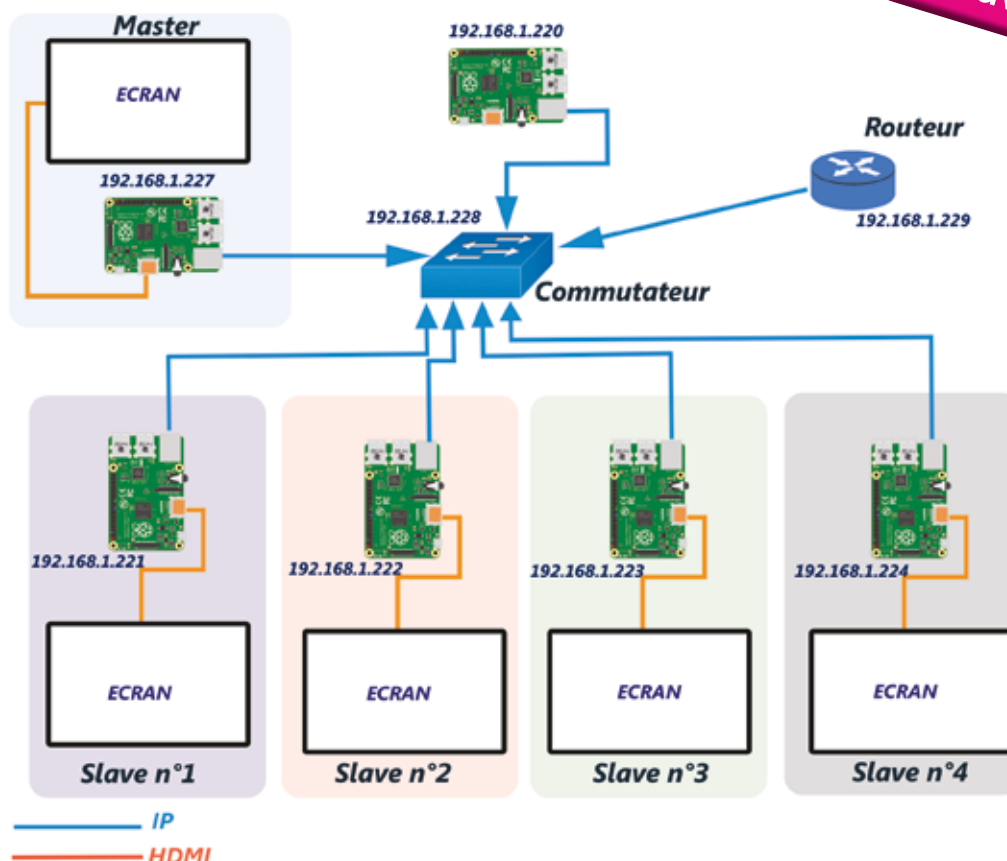 Master
ECRAN
192.168.1.227
192.168.1.220
Routeur
192.168.1.229
192.168.1.228
Commutateur
192.168.1.221
ECRAN
Slave n°1
192.168.1.222
ECRAN
Slave n°2
192.168.1.223
ECRAN
Slave n°3
192.168.1.224
ECRAN
Slave n°4
IP
HDMI